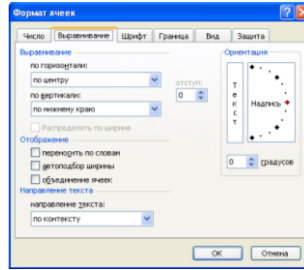 Формат ячеек
Число Выравнивание Шрифт Граница Вид Защита
Выравнивание
по горизонтали:
по центру
отступ:
по вертикали:
0
по нижнему краю
Распределять по ширине
Отображение
переносить по словам
автоподбор ширины
объединение ячеек
Направление текста
направление текста:
по контексту
Ориентация
Текст
Надпись
0 градусов
ОК Отмена